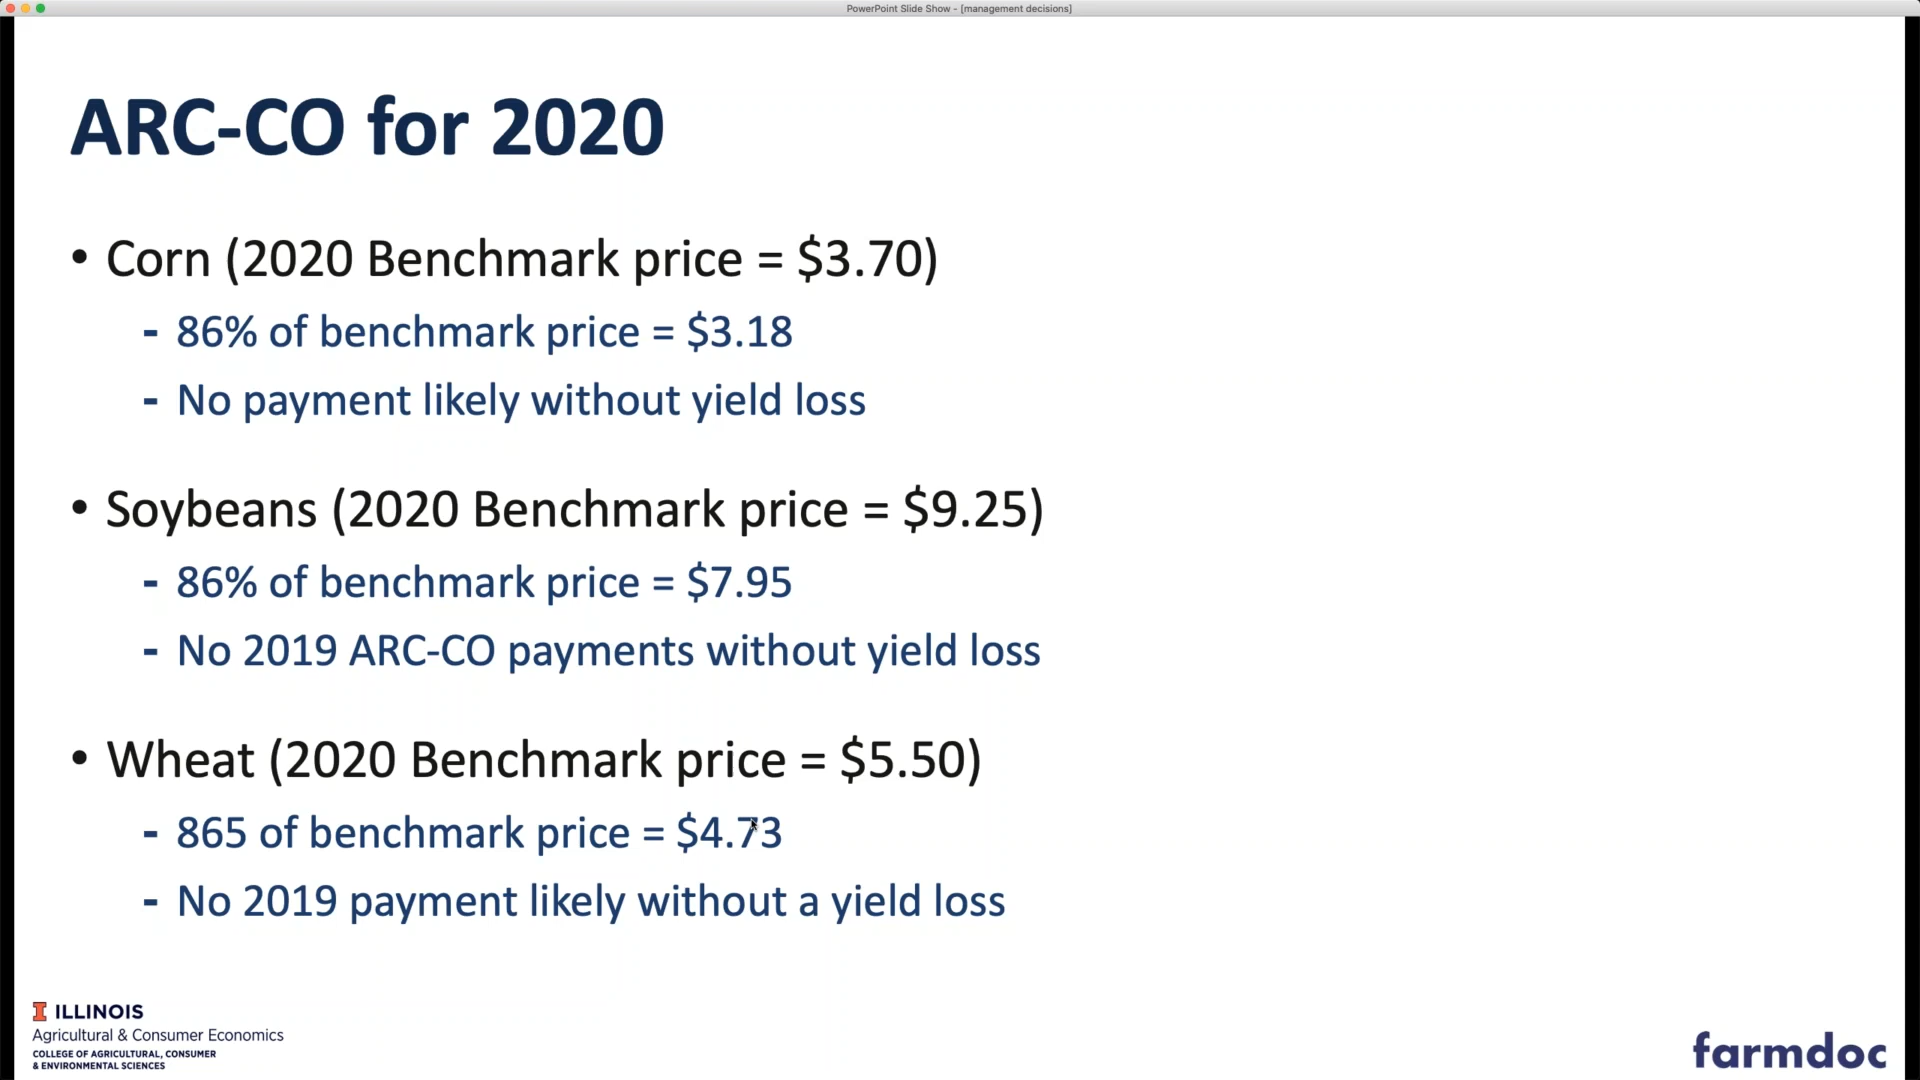 PowerPoint Slide Show - [management decisions]
ARC-CO for 2020
• Corn (2020 Benchmark price = $3.70)
- 86% of benchmark price = $3.18
- No payment likely without yield loss
• Soybeans (2020 Benchmark price = $9.25)
- 86% of benchmark price = $7.95
- No 2019 ARC-CO payments without yield loss
• Wheat (2020 Benchmark price = $5.50)
- 865 of benchmark price = $4.73
- No 2019 payment likely without a yield loss
I ILLINOIS
Agricultural & Consumer Economics
COLLEGE OF AGRICULTURAL, CONSUMER
& ENVIRONMENTAL SCIENCES
farmdoc